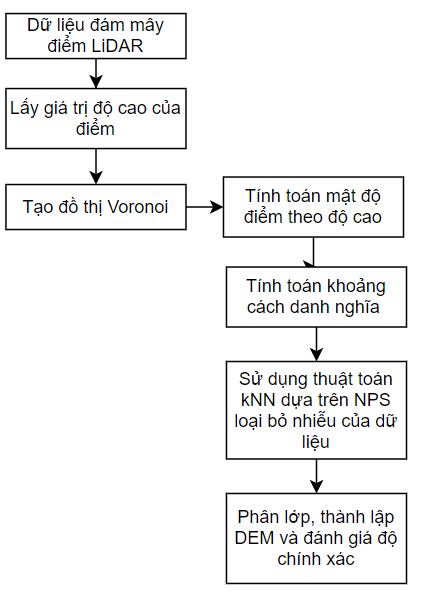 Dữ liệu đám mây
điểm LiDAR
Lấy giá trị độ cao của
điểm
Tạo đồ thị Voronoi
Tính toán mật độ
điểm theo độ cao
Tính toán khoảng
cách danh nghĩa
Sử dụng thuật toán
kNN dựa trên NPS
loại bỏ nhiễu của dữ
liệu
Phân lớp, thành lập
DEM và đánh giá độ
chính xác